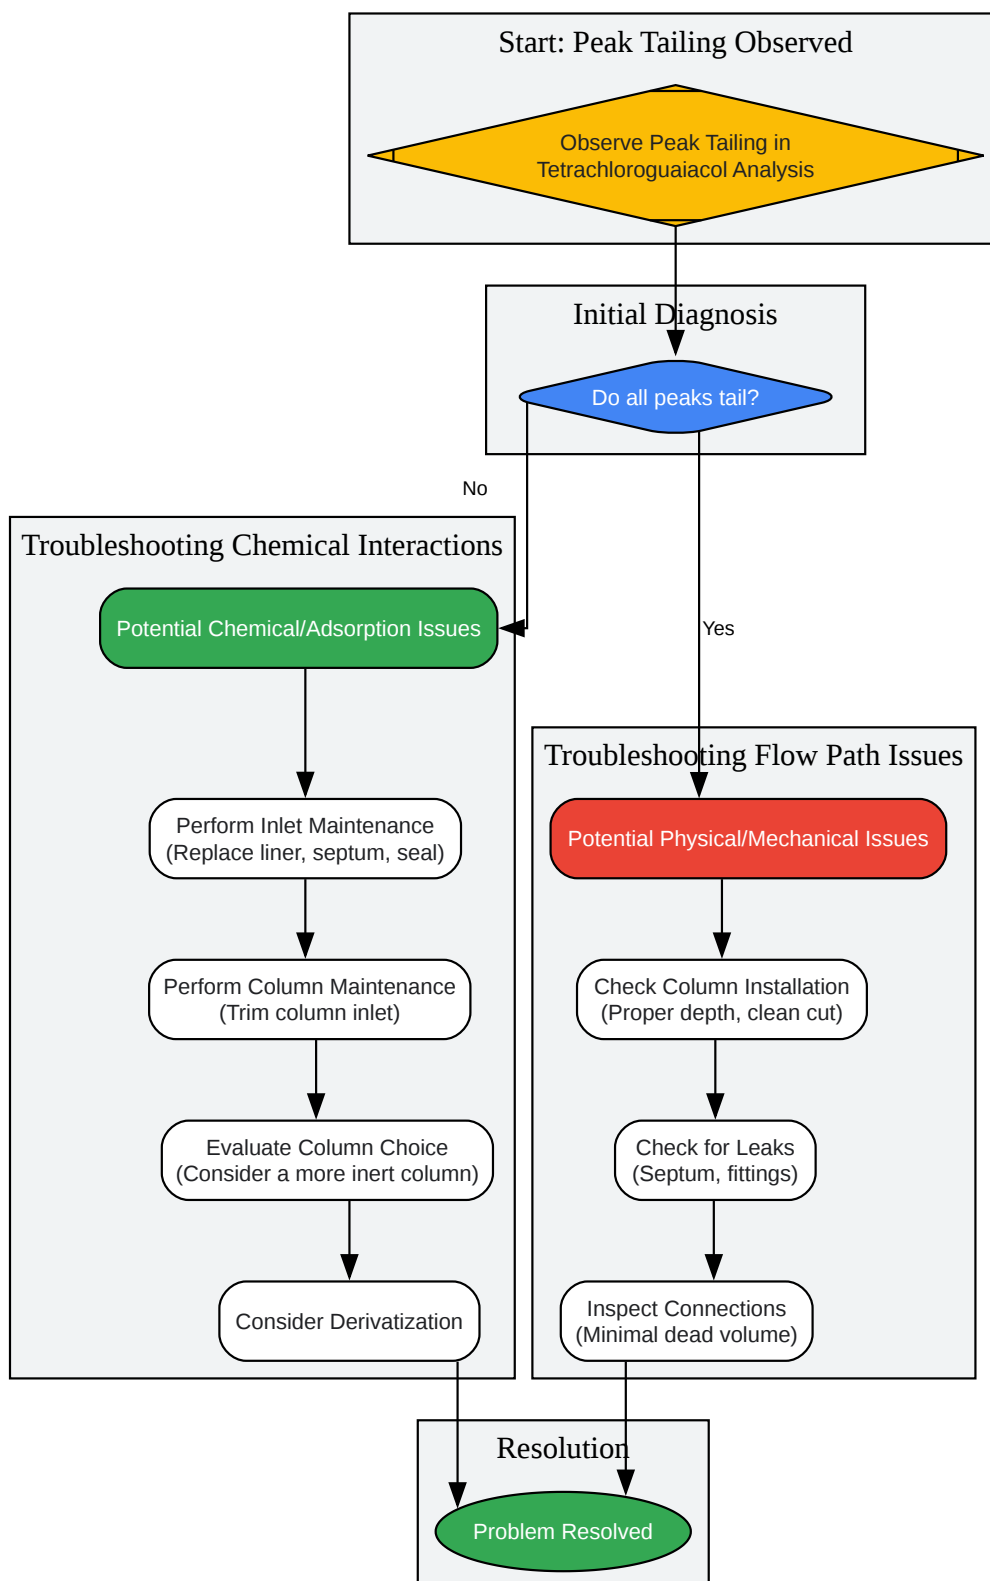 Start: Peak Tailing Observed
Observe Peak Tailing in
Tetrachloroguaiacol Analysis
Initial Diagnosis
Do all peaks tail?
No
Yes
Troubleshooting Chemical Interactions
Potential Chemical/Adsorption Issues
Perform Inlet Maintenance
(Replace liner, septum, seal)
Perform Column Maintenance
(Trim column inlet)
Evaluate Column Choice
(Consider a more inert column)
Consider Derivatization
Troubleshooting Flow Path Issues
Potential Physical/Mechanical Issues
Check Column Installation
(Proper depth, clean cut)
Check for Leaks
(Septum, fittings)
Inspect Connections
(Minimal dead volume)
Resolution
Problem Resolved